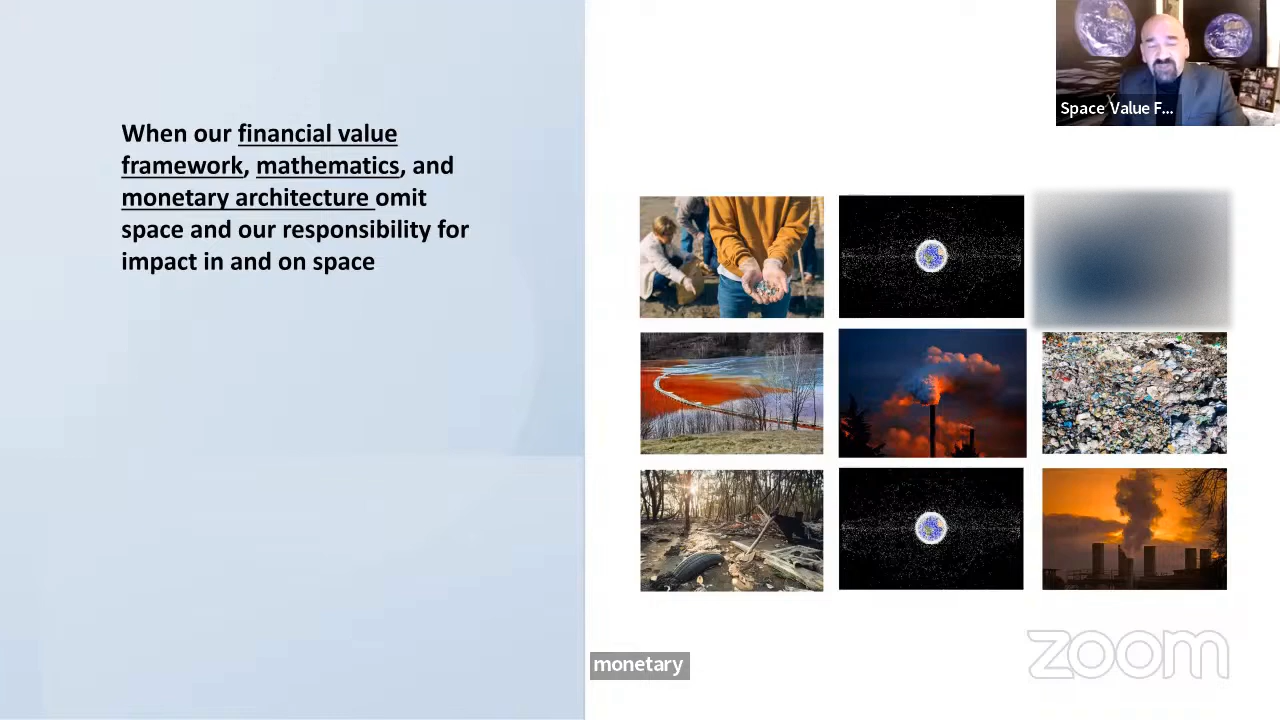 When our financial value
framework, mathematics, and
monetary architecture omit
space and our responsibility for
impact in and on space
Space Value F...
monetary
zoom